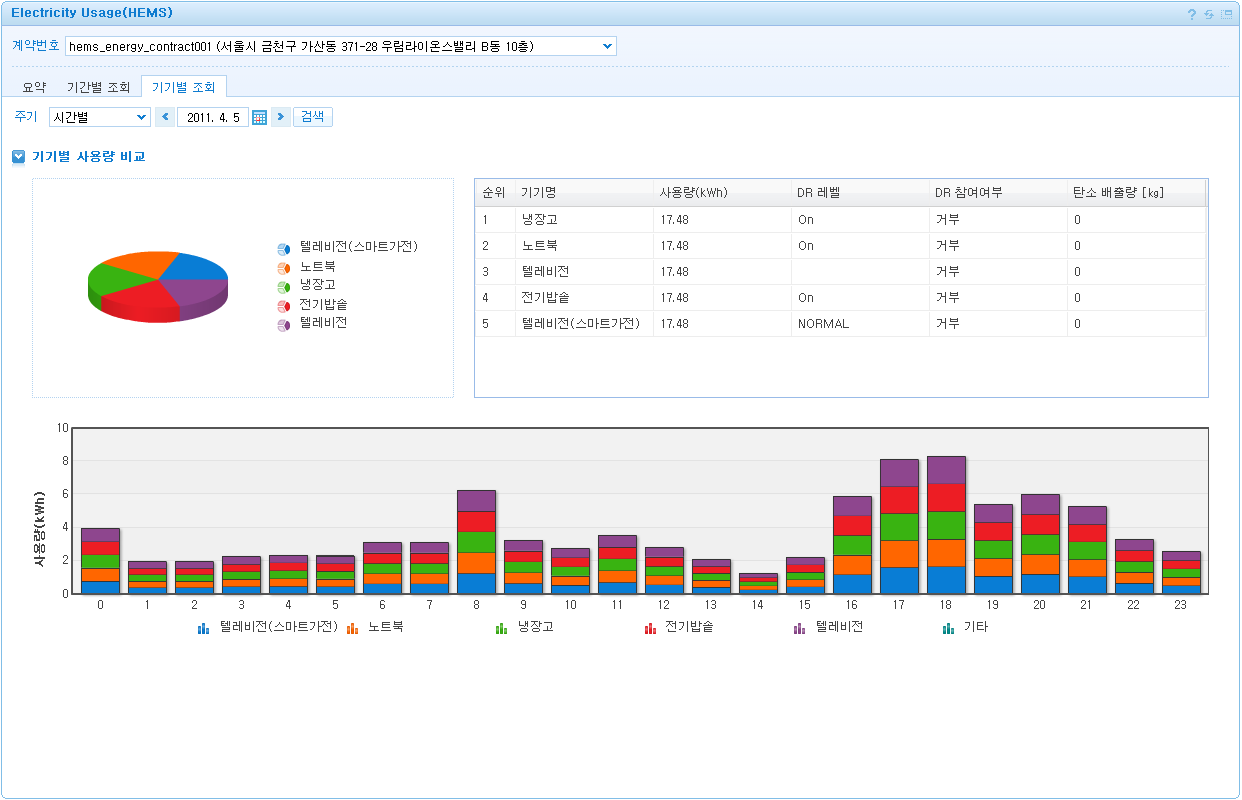 Electricity Usage(HEMS)
계약번호 hems_energy_contract001 (서울시 금천구 가산동 371-28 우림라이온스밸리 B동 10층)
요약 기간별 조회 기기별 조회
주기 시간별 2011. 4. 5 검색
기기별 사용량 비교
텔레비전(스마트가전)
노트북
냉장고
전기밥솥
텔레비전
순위 기기명 사용량(kWh) DR 레벨 DR 참여여부 탄소 배출량 [kg]
1 냉장고 17.48 On 거부 0
2 노트북 17.48 On 거부 0
3 텔레비전 17.48 거부 0
4 전기밥솥 17.48 On 거부 0
5 텔레비전(스마트가전) 17.48 NORMAL 거부 0
사용량(kWh)
10
8
6
4
2
0
0 1 2 3 4 5 6 7 8 9 10 11 12 13 14 15 16 17 18 19 20 21 22 23
텔레비전(스마트가전) 노트북 냉장고 전기밥솥 텔레비전 기타